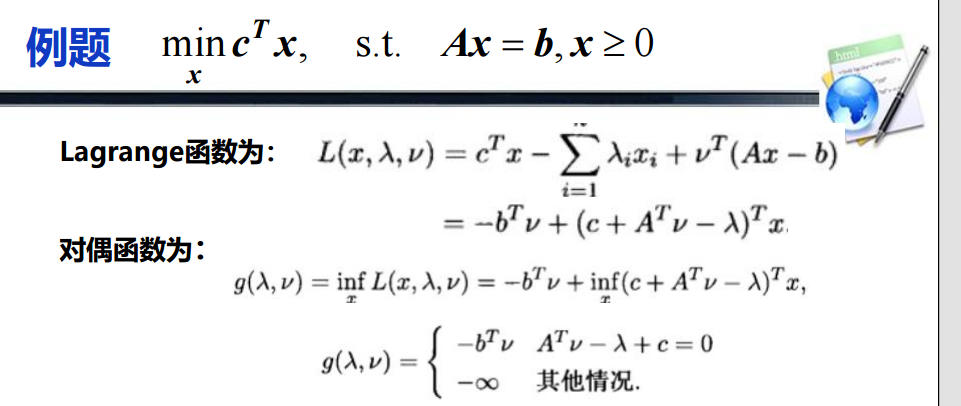 例题 min_x c^T x, s.t. Ax = b, x ≥ 0
html
Lagrange函数为： L(x, λ, ν) = c^T x − ∑_{i=1} λ_i x_i + ν^T (Ax − b)
= −b^T ν + (c + A^T ν − λ)^T x.
对偶函数为：
g(λ, ν) = inf_x L(x, λ, ν) = −b^T ν + inf_x (c + A^T ν − λ)^T x,
g(λ, ν) = { −b^T ν A^T ν − λ + c = 0
−∞ 其他情况.